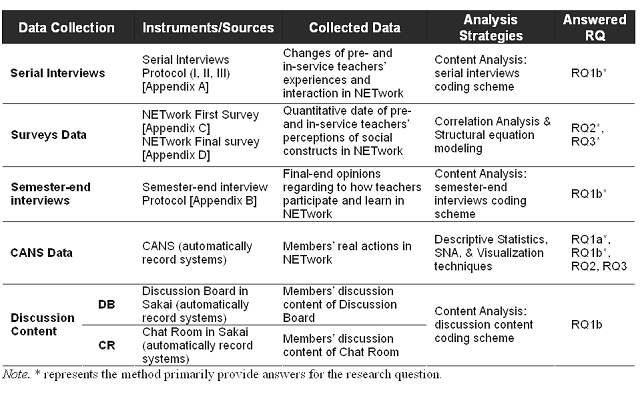 Data Collection Instruments/Sources Collected Data Analysis Strategies Answered RQ
Serial Interviews
Serial Interviews
Protocol (I, II, III)
[Appendix A]
Changes of pre- and
in-service teachers'
experiences and
interaction in NETwork
Content Analysis:
serial interviews
coding scheme
RQ1b*
Surveys Data
NETwork First Survey
[Appendix C]
NETwork Final survey
[Appendix D]
Quantitative date of pre-
and in-service teachers'
perceptions of social
constructs in NETwork
Correlation Analysis &
Structural equation
modeling
RQ2*,
RQ3*
Semester-end
interviews
Semester-end interview
Protocol [Appendix B]
Final-end opinions
regarding to how teachers
participate and learn in
NETwork
Content Analysis:
semester-end
interviews coding
scheme
RQ1b*
CANS Data
CANS (automatically
record systems)
Members' real actions in
NETwork
Descriptive Statistics,
SNA, & Visualization
techniques
RQ1a*,
RQ1b*,
RQ2, RQ3
Discussion
Content
DB
Discussion Board in
Sakai (automatically
record systems)
Members' discussion
content of Discussion
Board
CR
Chat Room in Sakai
(automatically record
systems)
Members' discussion
content of Chat Room
Content Analysis:
discussion content
coding scheme
RQ1b
Note. * represents the method primarily provide answers for the research question.